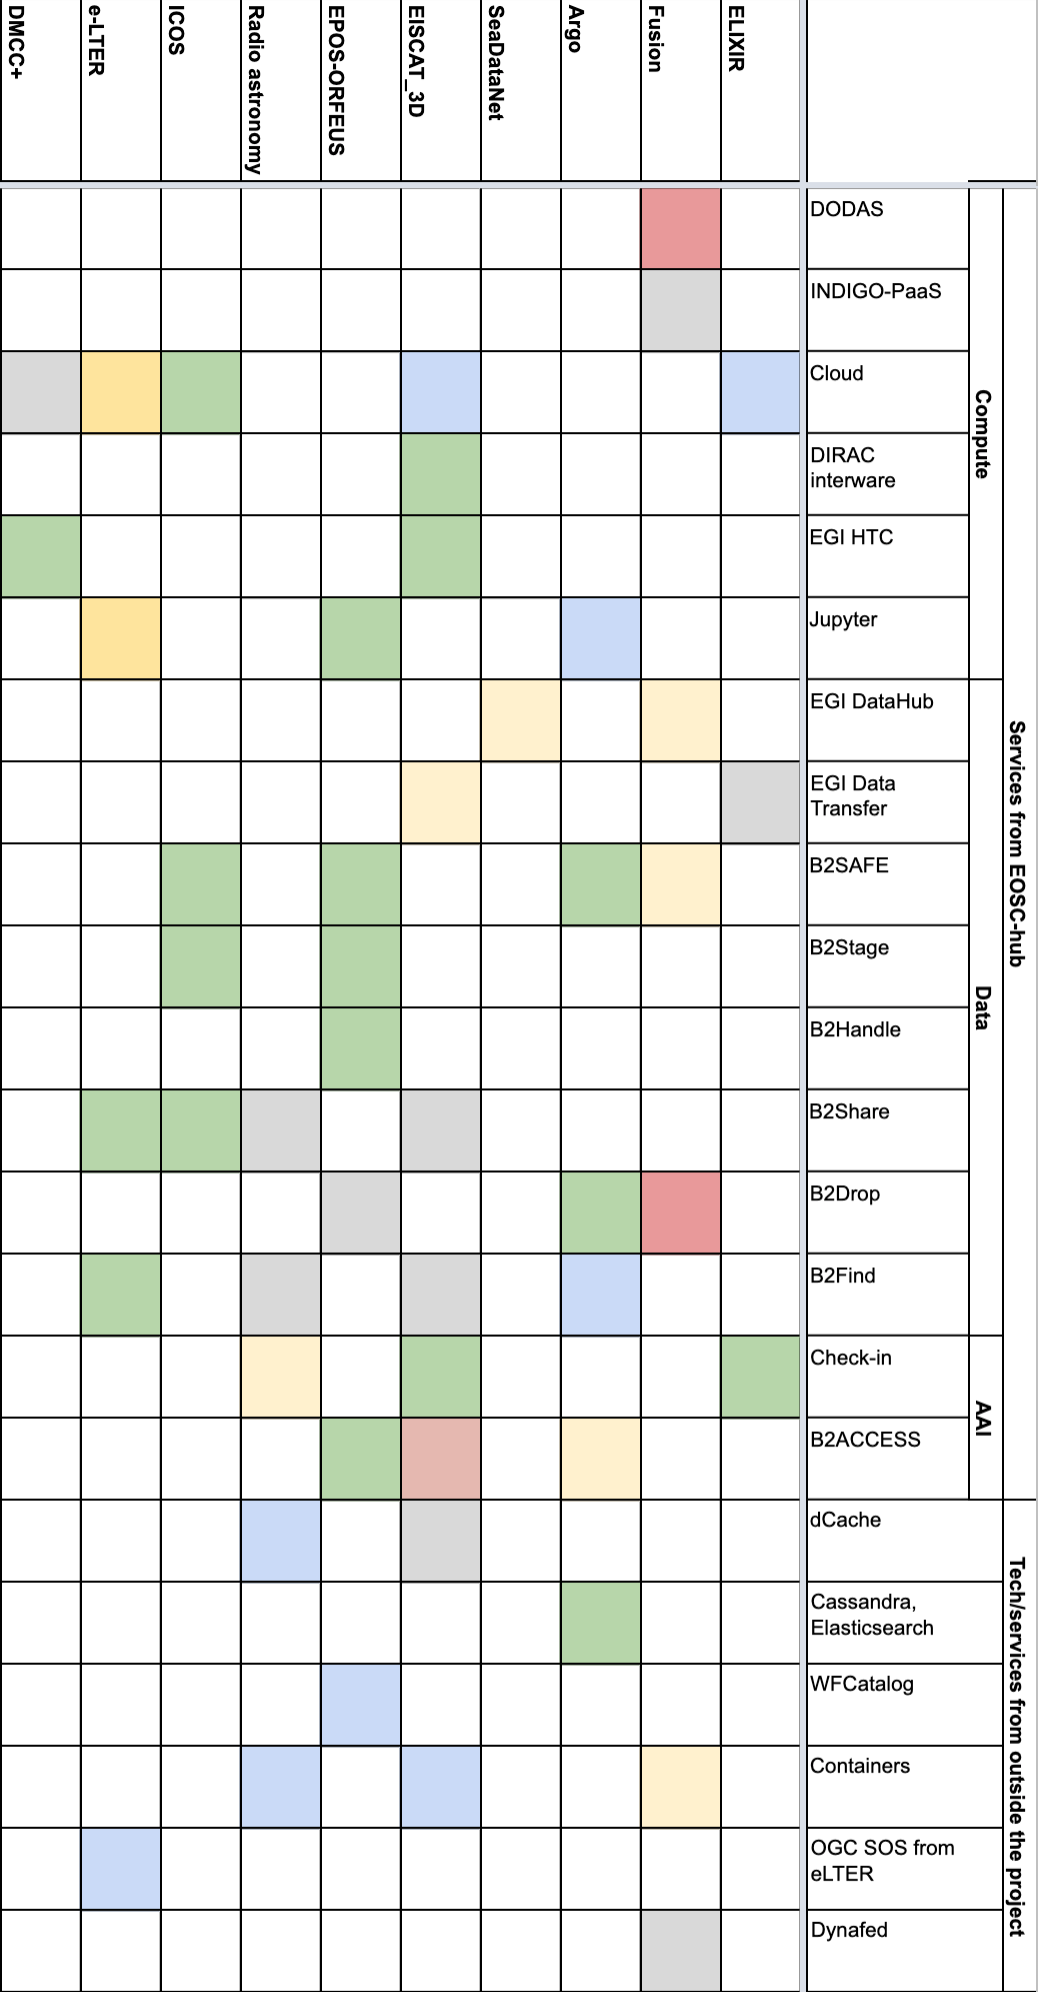 DMCC+
e-LTER
ICOS
Radio astronomy
EPOS-ORFEUS
EISCAT_3D
SeaDataNet
Argo
Fusion
ELIXIR
Services from EOSC-hub
Compute
DODAS
INDIGO-PaaS
Cloud
DIRAC
interware
EGI HTC
Jupyter
Data
EGI DataHub
EGI Data
Transfer
B2SAFE
B2Stage
B2Handle
B2Share
B2Drop
B2Find
AAI
Check-in
B2ACCESS
Tech/services from outside the project
dCache
Cassandra,
Elasticsearch
WFCatalog
Containers
OGC SOS from
eLTER
Dynafed